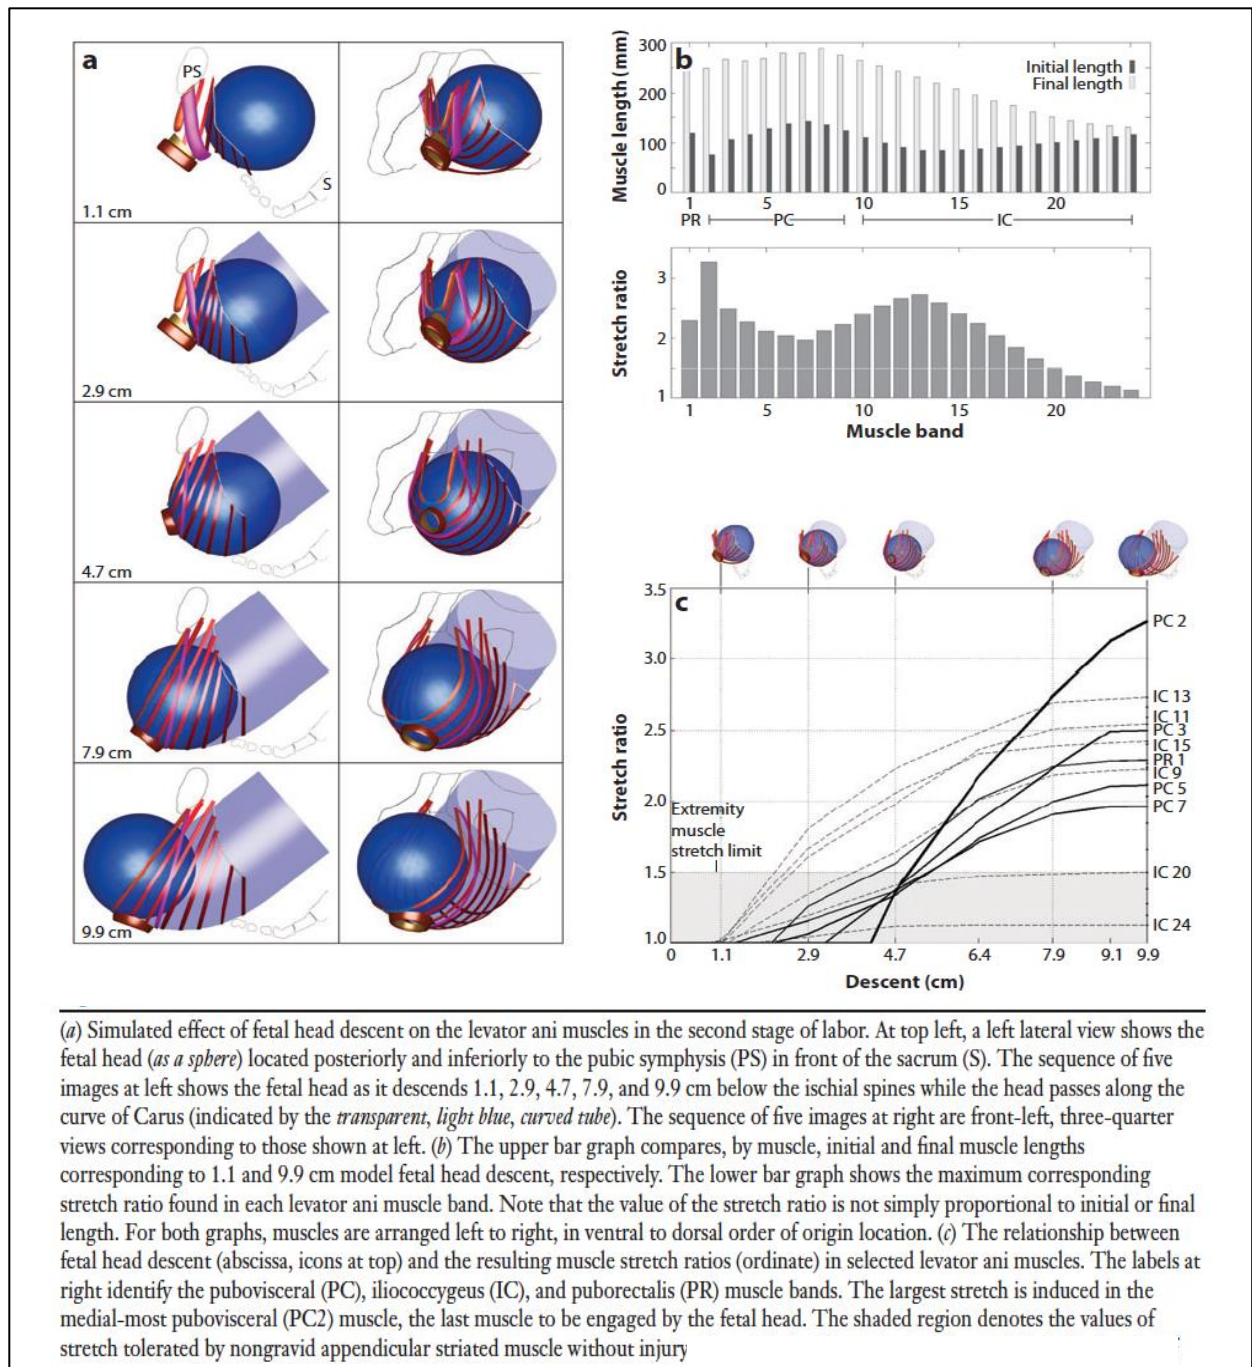 a
PS
S
1.1 cm
2.9 cm
4.7 cm
7.9 cm
9.9 cm
b
Muscle length (mm)
300
200
100
0
Initial length
Final length
1 5 10 15 20
PR PC IC
Stretch ratio
3
2
1
1 5 10 15 20
Muscle band
c
Stretch ratio
3.5
3.0
2.5
2.0
1.5
1.0
Extremity
muscle
stretch limit
PC 2
IC 13
IC 11
PC 3
IC 15
PR 1
IC 9
PC 5
PC 7
IC 20
IC 24
0 1.1 2.9 4.7 6.4 7.9 9.1 9.9
Descent (cm)
(a) Simulated effect of fetal head descent on the levator ani muscles in the second stage of labor. At top left, a left lateral view shows the
fetal head (as a sphere) located posteriorly and inferiorly to the pubic symphysis (PS) in front of the sacrum (S). The sequence of five
images at left shows the fetal head as it descends 1.1, 2.9, 4.7, 7.9, and 9.9 cm below the ischial spines while the head passes along the
curve of Carus (indicated by the transparent, light blue, curved tube). The sequence of five images at right are front-left, three-quarter
views corresponding to those shown at left. (b) The upper bar graph compares, by muscle, initial and final muscle lengths
corresponding to 1.1 and 9.9 cm model fetal head descent, respectively. The lower bar graph shows the maximum corresponding
stretch ratio found in each levator ani muscle band. Note that the value of the stretch ratio is not simply proportional to initial or final
length. For both graphs, muscles are arranged left to right, in ventral to dorsal order of origin location. (c) The relationship between
fetal head descent (abscissa, icons at top) and the resulting muscle stretch ratios (ordinate) in selected levator ani muscles. The labels at
right identify the pubovisceral (PC), iliococcygeus (IC), and puborectalis (PR) muscle bands. The largest stretch is induced in the
medial-most pubovisceral (PC2) muscle, the last muscle to be engaged by the fetal head. The shaded region denotes the values of
stretch tolerated by nongravid appendicular striated muscle without injury